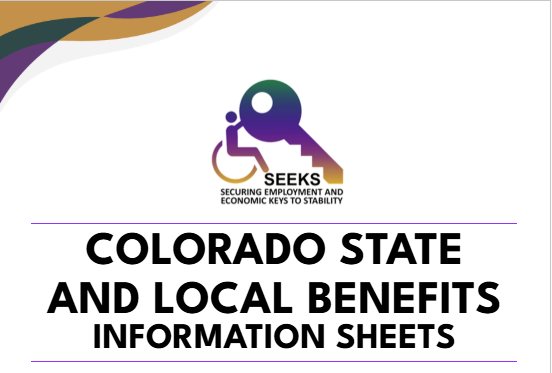 SEEKS
SECURING EMPLOYMENT AND
ECONOMIC KEYS TO STABILITY
COLORADO STATE
AND LOCAL BENEFITS
INFORMATION SHEETS